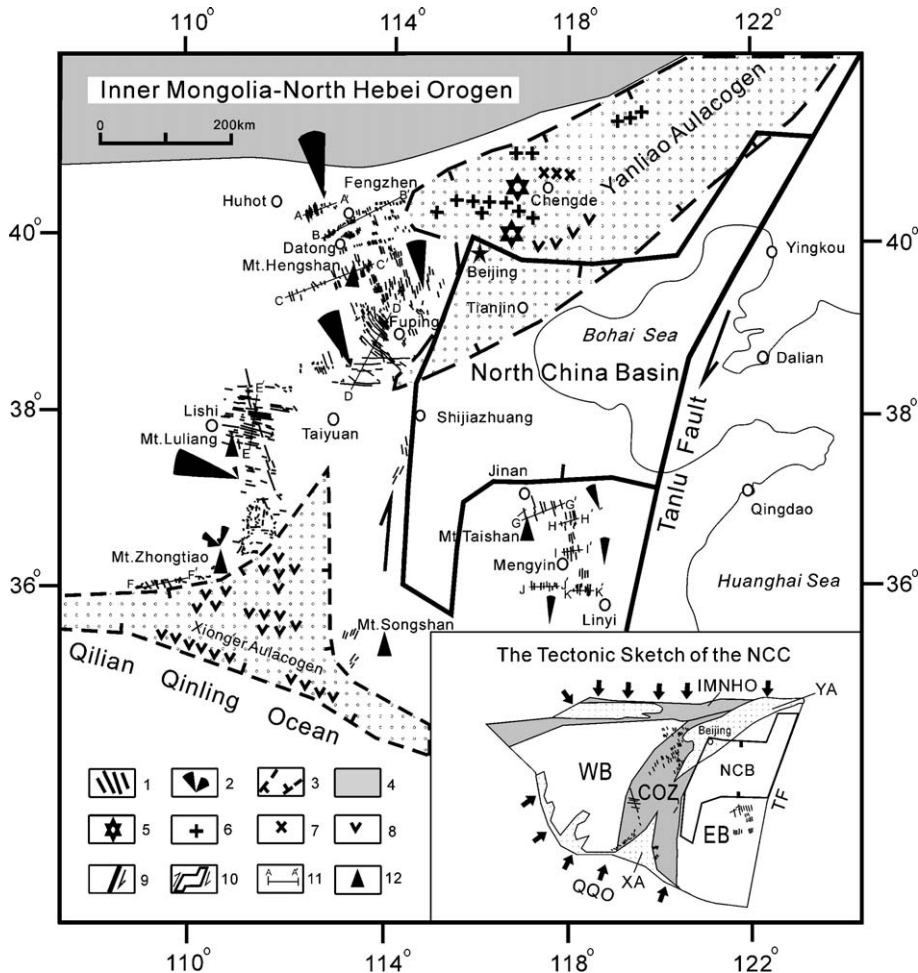 110°
114°
118°
122°
Inner Mongolia-North Hebei Orogen
0 200km
Yanliao Aulacogen
Fengzhen
Huhot
A A'
B B'
Chengde
40°
40°
Datong
Mt.Hengshan
C C'
Beijing
Yingkou
D
Fuping
Tianjin
Bohai Sea
Dalian
D
North China Basin
38°
38°
E'
Lishi
Taiyuan
Shijiazhuang
Mt.Luliang
E
Tanlu Fault
Jinan
Qingdao
G G'
Mt.Taishan
H H'
Mt.Zhongtiao
I I'
Mengyin
36°
36°
F F'
J K K'
Huanghai Sea
Linyi
Mt.Songshan
Xionger Aulacogen
Qilian Qinling Ocean
The Tectonic Sketch of the NCC
IMNHO
YA
Beijing
WB
NCB
COZ
TF
EB
QQO
XA
1 2 3 4
5 6 7 8
A A'
9 10 11 12
110°
114°
118°
122°